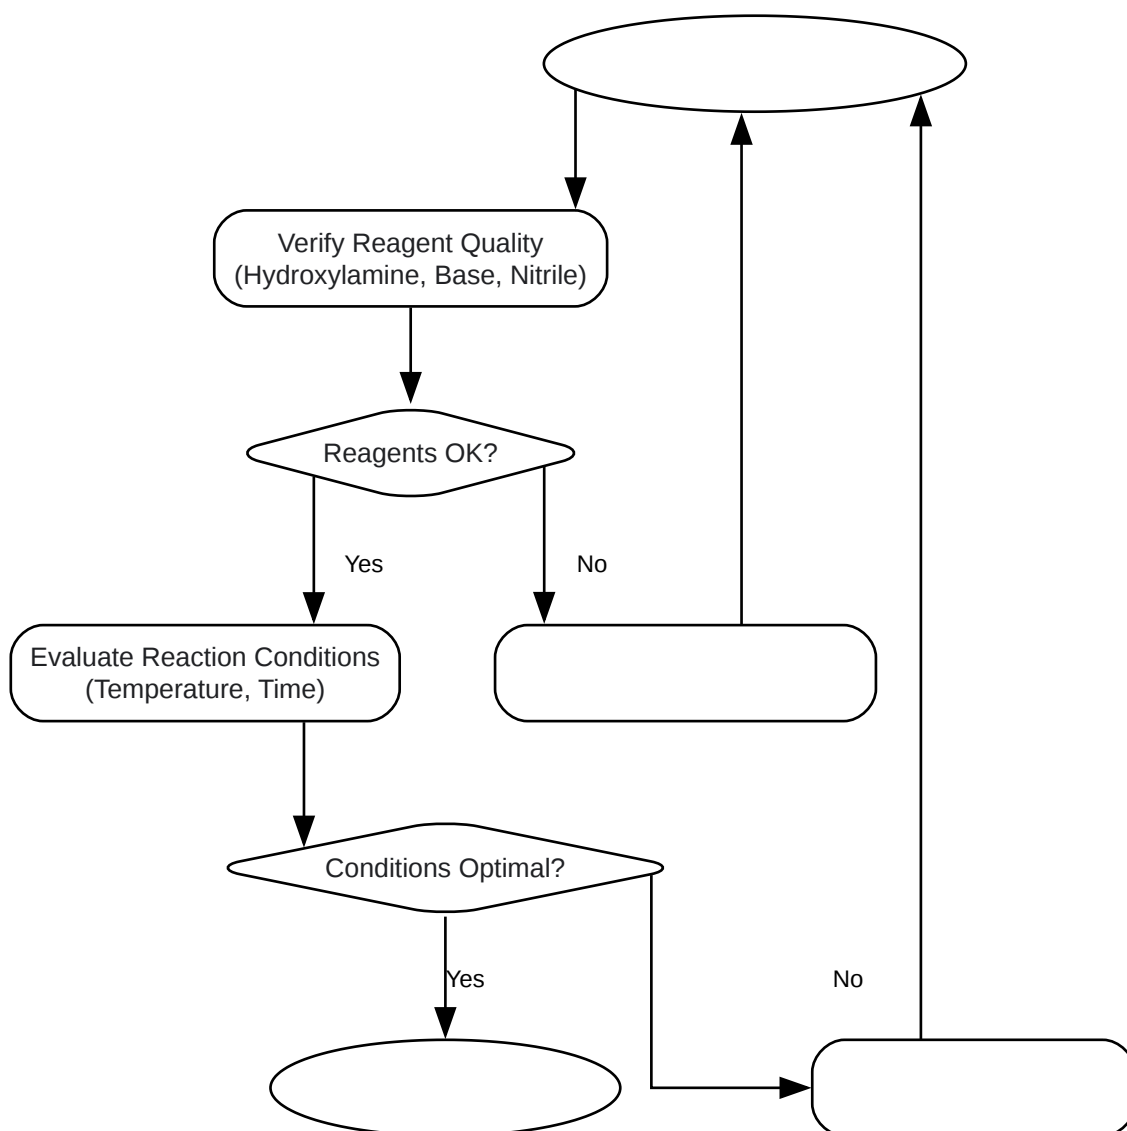 Verify Reagent Quality
(Hydroxylamine, Base, Nitrile)
Reagents OK?
Yes
No
Evaluate Reaction Conditions
(Temperature, Time)
Conditions Optimal?
Yes
No